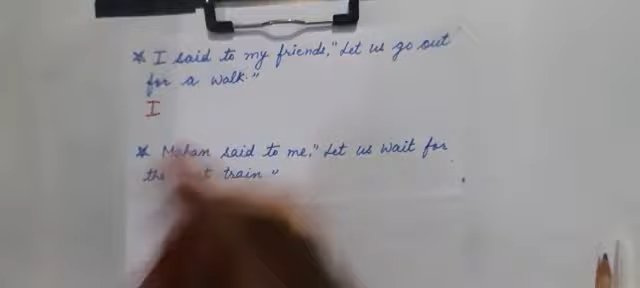 * I said to my friends, "Let us go out
for a walk."
I
* Mohan said to me, "Let us wait for
train "